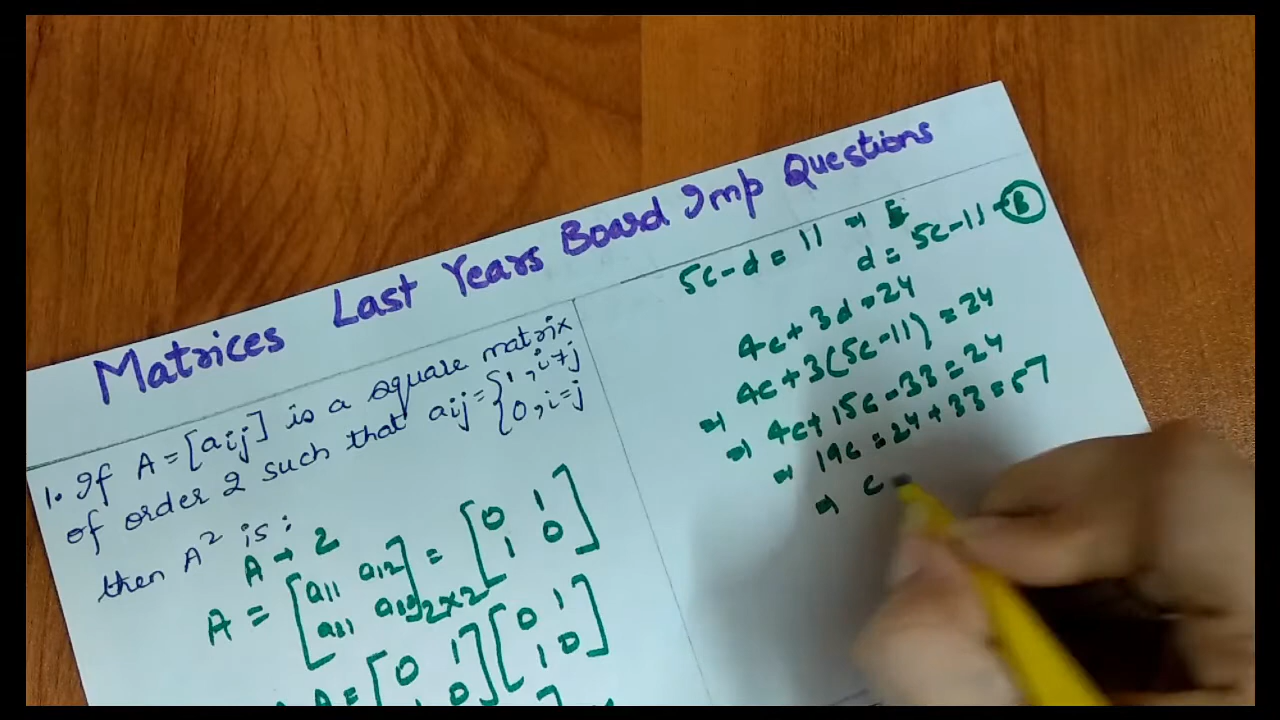 Matrices Last Years Board Imp Questions
1. If A = [aij] is a square matrix
of order 2 such that aij = {1, i≠j
0, i=j
then A² is:
A → 2
A = [a11 a12
a21 a22]2×2 = [0 1
1 0]
A = [0 1
1 0] [0 1
1 0]
5c - d = 11 ⇒
d = 5c - 11 → B
4c + 3d = 24
⇒ 4c + 3(5c - 11) = 24
⇒ 4c + 15c - 33 = 24
⇒ 19c = 24 + 33 = 57
⇒ c